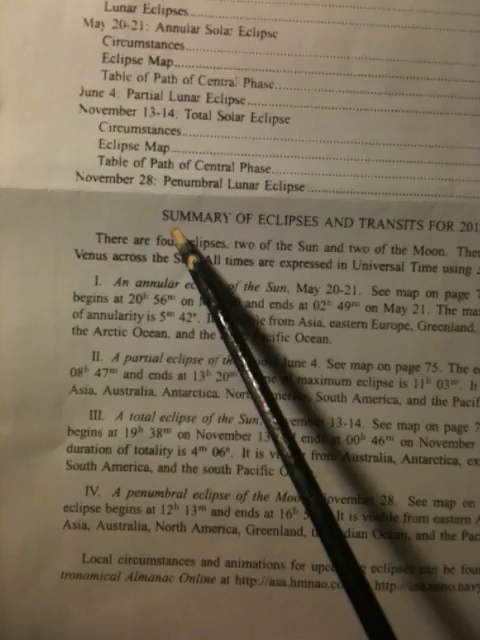 Lunar Eclipses
May 20-21: Annular Solar Eclipse
Circumstances
Eclipse Map
Table of Path of Central Phase
June 4: Partial Lunar Eclipse
November 13-14: Total Solar Eclipse
Circumstances
Eclipse Map
Table of Path of Central Phase
November 28: Penumbral Lunar Eclipse
SUMMARY OF ECLIPSES AND TRANSITS FOR 201
There are four eclipses, two of the Sun and two of the Moon.
Venus across the All times are expressed in Universal Time using
I. An annular of the Sun, May 20-21. See map on page 7
begins at 20ʰ 56ᵐ on and ends at 02ʰ 49ᵐ on May 21. The
of annularity is 5ᵐ 42ˢ. from Asia, eastern Europe, Greenland,
the Arctic Ocean, and the Ocean.
II. A partial eclipse of the June 4. See map on page 75. The
08ʰ 47ᵐ and ends at 13ʰ 20ᵐ of maximum eclipse is 11ʰ 03ᵐ. It
Asia, Australia, Antarctica, South America, and the
III. A total eclipse of the Sun, 13-14. See map on page 7
begins at 19ʰ 38ᵐ on November 00ʰ 46ᵐ on November
duration of totality is 4ᵐ 06ˢ. It is from Australia, Antarctica,
South America, and the south Pacific
IV. A penumbral eclipse of the November 28. See map on
eclipse begins at 12ʰ 13ᵐ and ends at 16ʰ It is visible from eastern
Asia, Australia, North America, Greenland, Ocean, and the
Local circumstances and animations for eclipses can be
tronomical Almanac Online at http://asa.hmnao.